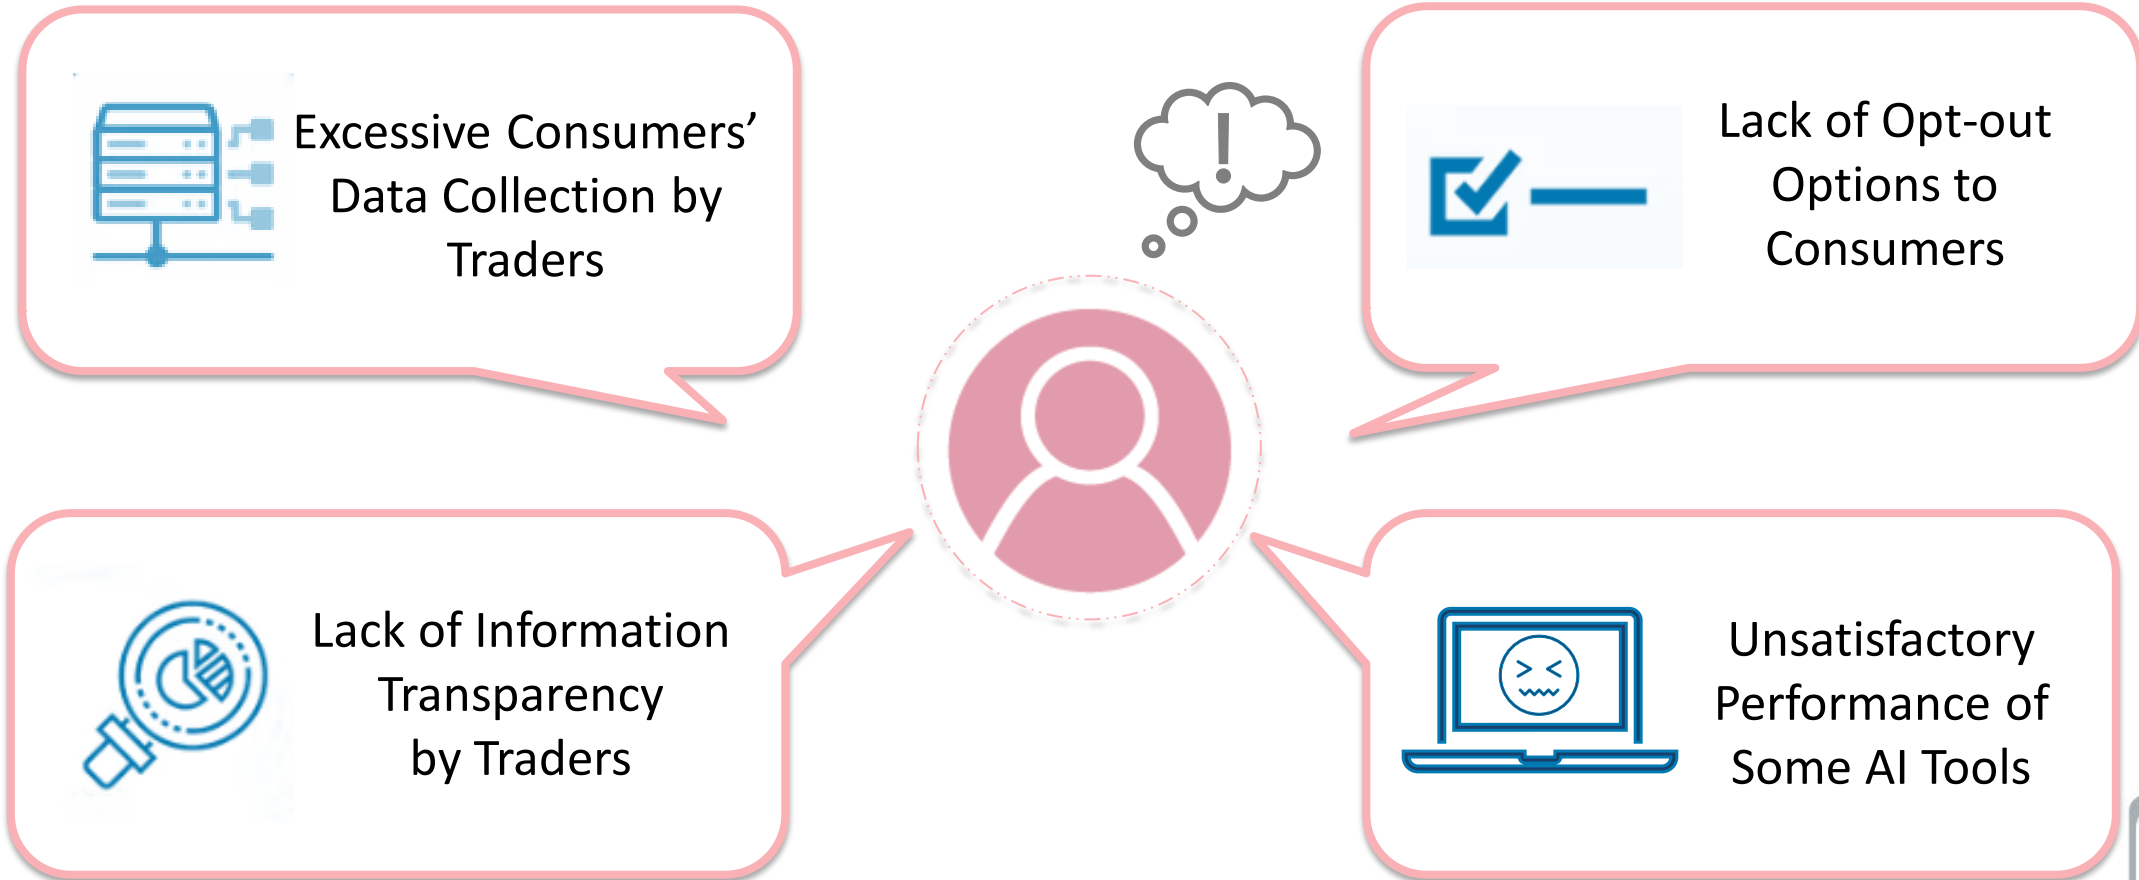 Excessive Consumers’
Data Collection by
Traders
!
Lack of Opt-out
Options to
Consumers
Lack of Information
Transparency
by Traders
Unsatisfactory
Performance of
Some AI Tools